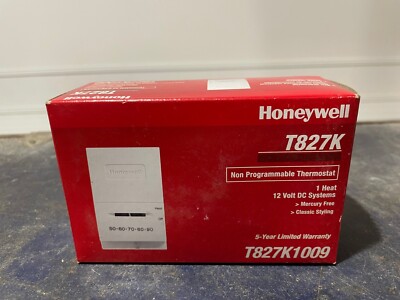 Honeywell
Honeywell
T827K
Non Programmable Thermostat
1 Heat
12 Volt DC Systems
> Mercury Free
> Classic Styling
5-Year Limited Warranty
T827K1009
Honeywell
50•60•70•80•90